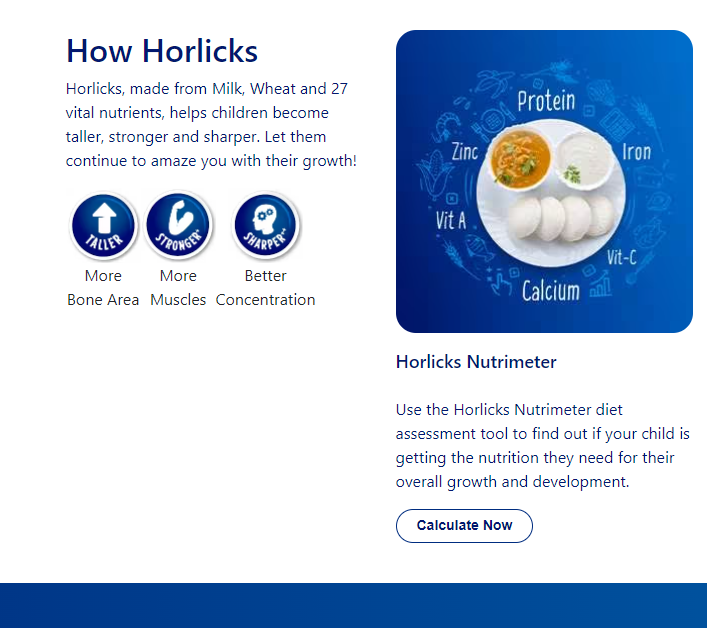 How Horlicks
Horlicks, made from Milk, Wheat and 27
vital nutrients, helps children become
taller, stronger and sharper. Let them
continue to amaze you with their growth!
TALLER
STRONGER*
SHARPER**
More
Bone Area
More
Muscles
Better
Concentration
Protein
Zinc
Iron
Vit A
Vit-C
Calcium
Horlicks Nutrimeter
Use the Horlicks Nutrimeter diet
assessment tool to find out if your child is
getting the nutrition they need for their
overall growth and development.
Calculate Now